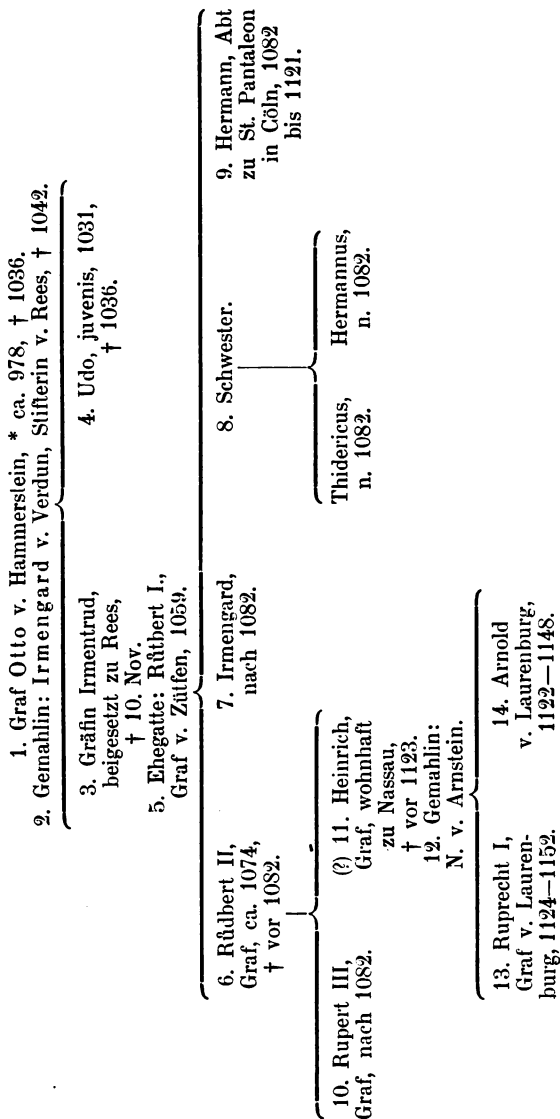 1. Graf Otto v. Hammerstein, * ca. 978, † 1036.
2. Gemahlin: Irmengard v. Verdun, Stifterin v. Rees, † 1042.
3. Gräfin Irmentrud,
beigesetzt zu Rees,
† 10. Nov.
5. Ehegatte: Růtbert I.,
Graf v. Zütfen, 1059.
4. Udo, juvenis, 1031,
† 1036.
6. Růdbert II,
Graf, ca. 1074,
† vor 1082.
7. Irmengard,
nach 1082.
8. Schwester.
9. Hermann, Abt
zu St. Pantaleon
in Cöln, 1082
bis 1121.
10. Rupert III,
Graf, nach 1082.
(?) 11. Heinrich,
Graf, wohnhaft
zu Nassau,
† vor 1123.
12. Gemahlin:
N. v. Arnstein.
Thidericus,
n. 1082.
Hermannus,
n. 1082.
13. Ruprecht I,
Graf v. Lauren-
burg, 1124—1152.
14. Arnold
v. Laurenburg,
1122—1148.